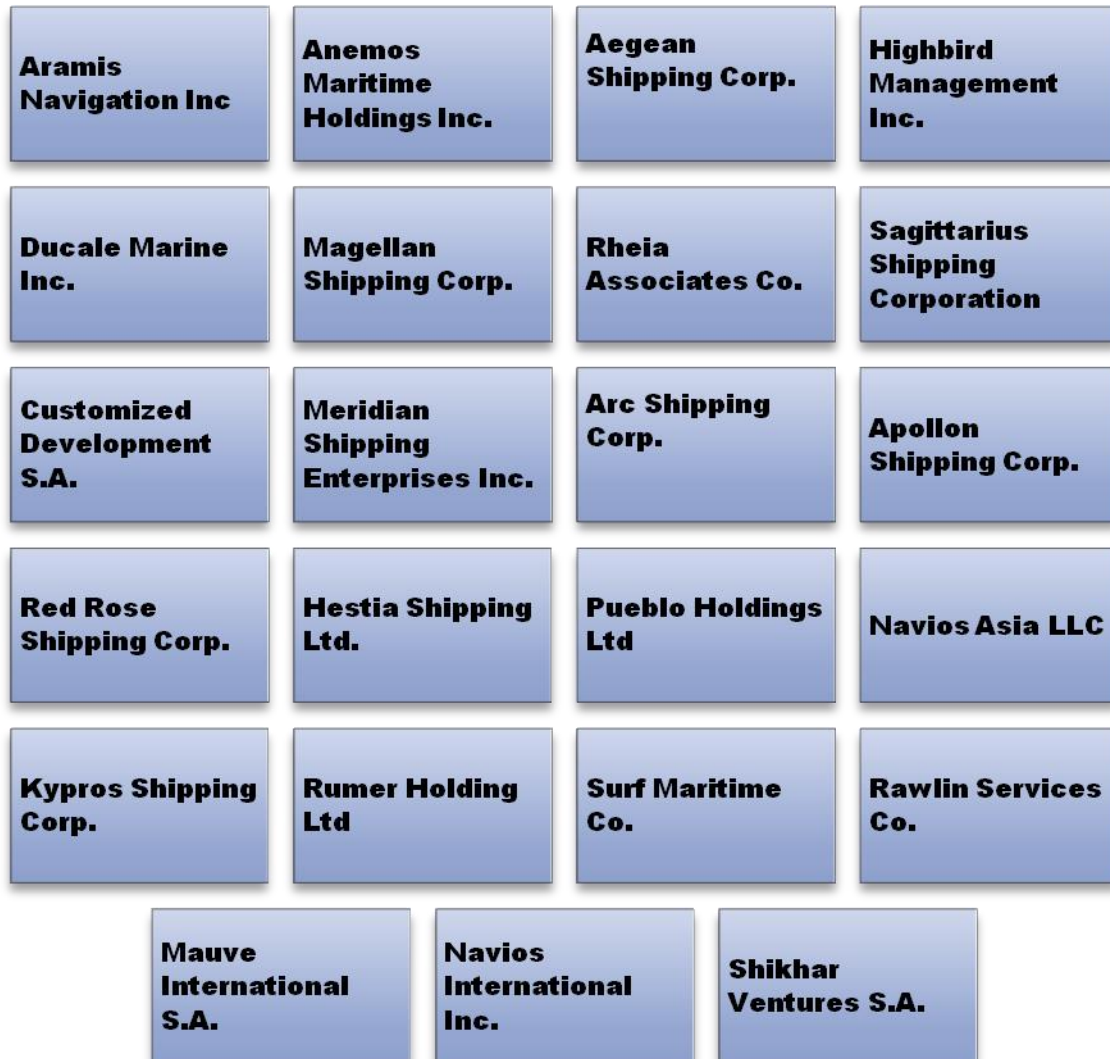 Aramis
Navigation Inc
Anemos
Maritime
Holdings Inc.
Aegean
Shipping Corp.
Highbird
Management
Inc.
Ducale Marine
Inc.
Magellan
Shipping Corp.
Rheia
Associates Co.
Sagittarius
Shipping
Corporation
Customized
Development
S.A.
Meridian
Shipping
Enterprises Inc.
Arc Shipping
Corp.
Apollon
Shipping Corp.
Red Rose
Shipping Corp.
Hestia Shipping
Ltd.
Pueblo Holdings
Ltd
Navios Asia LLC
Kypros Shipping
Corp.
Rumer Holding
Ltd
Surf Maritime
Co.
Rawlin Services
Co.
Mauve
International
S.A.
Navios
International
Inc.
Shikhar
Ventures S.A.